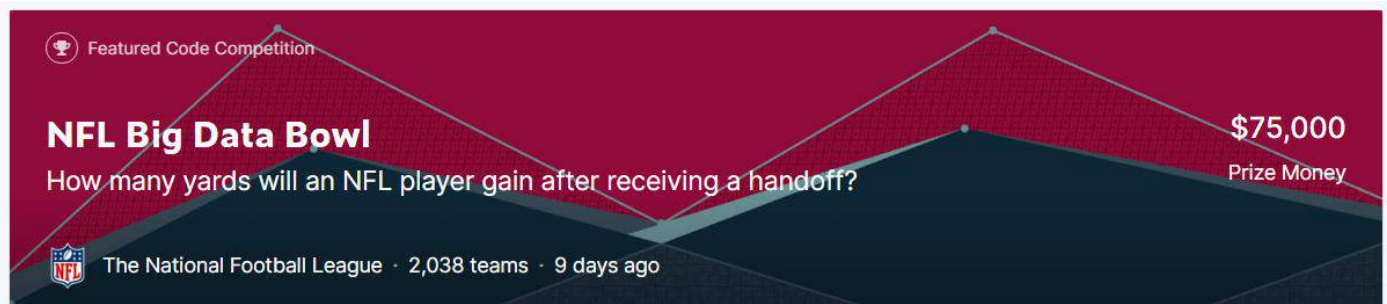 Featured Code Competition
NFL Big Data Bowl
$75,000
How many yards will an NFL player gain after receiving a handoff?
Prize Money
NFL
The National Football League · 2,038 teams · 9 days ago